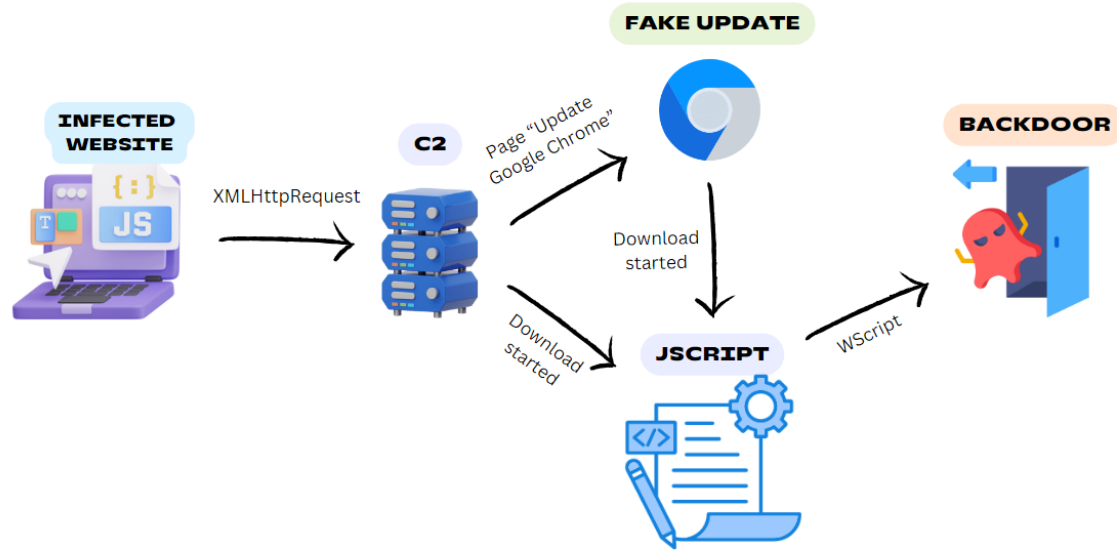 FAKE UPDATE
INFECTED
WEBSITE
C2
Page “Update
Google Chrome”
BACKDOOR
{:}
T
JS
XMLHttpRequest
Download
started
Download
started
WScript
JSCRIPT
</>